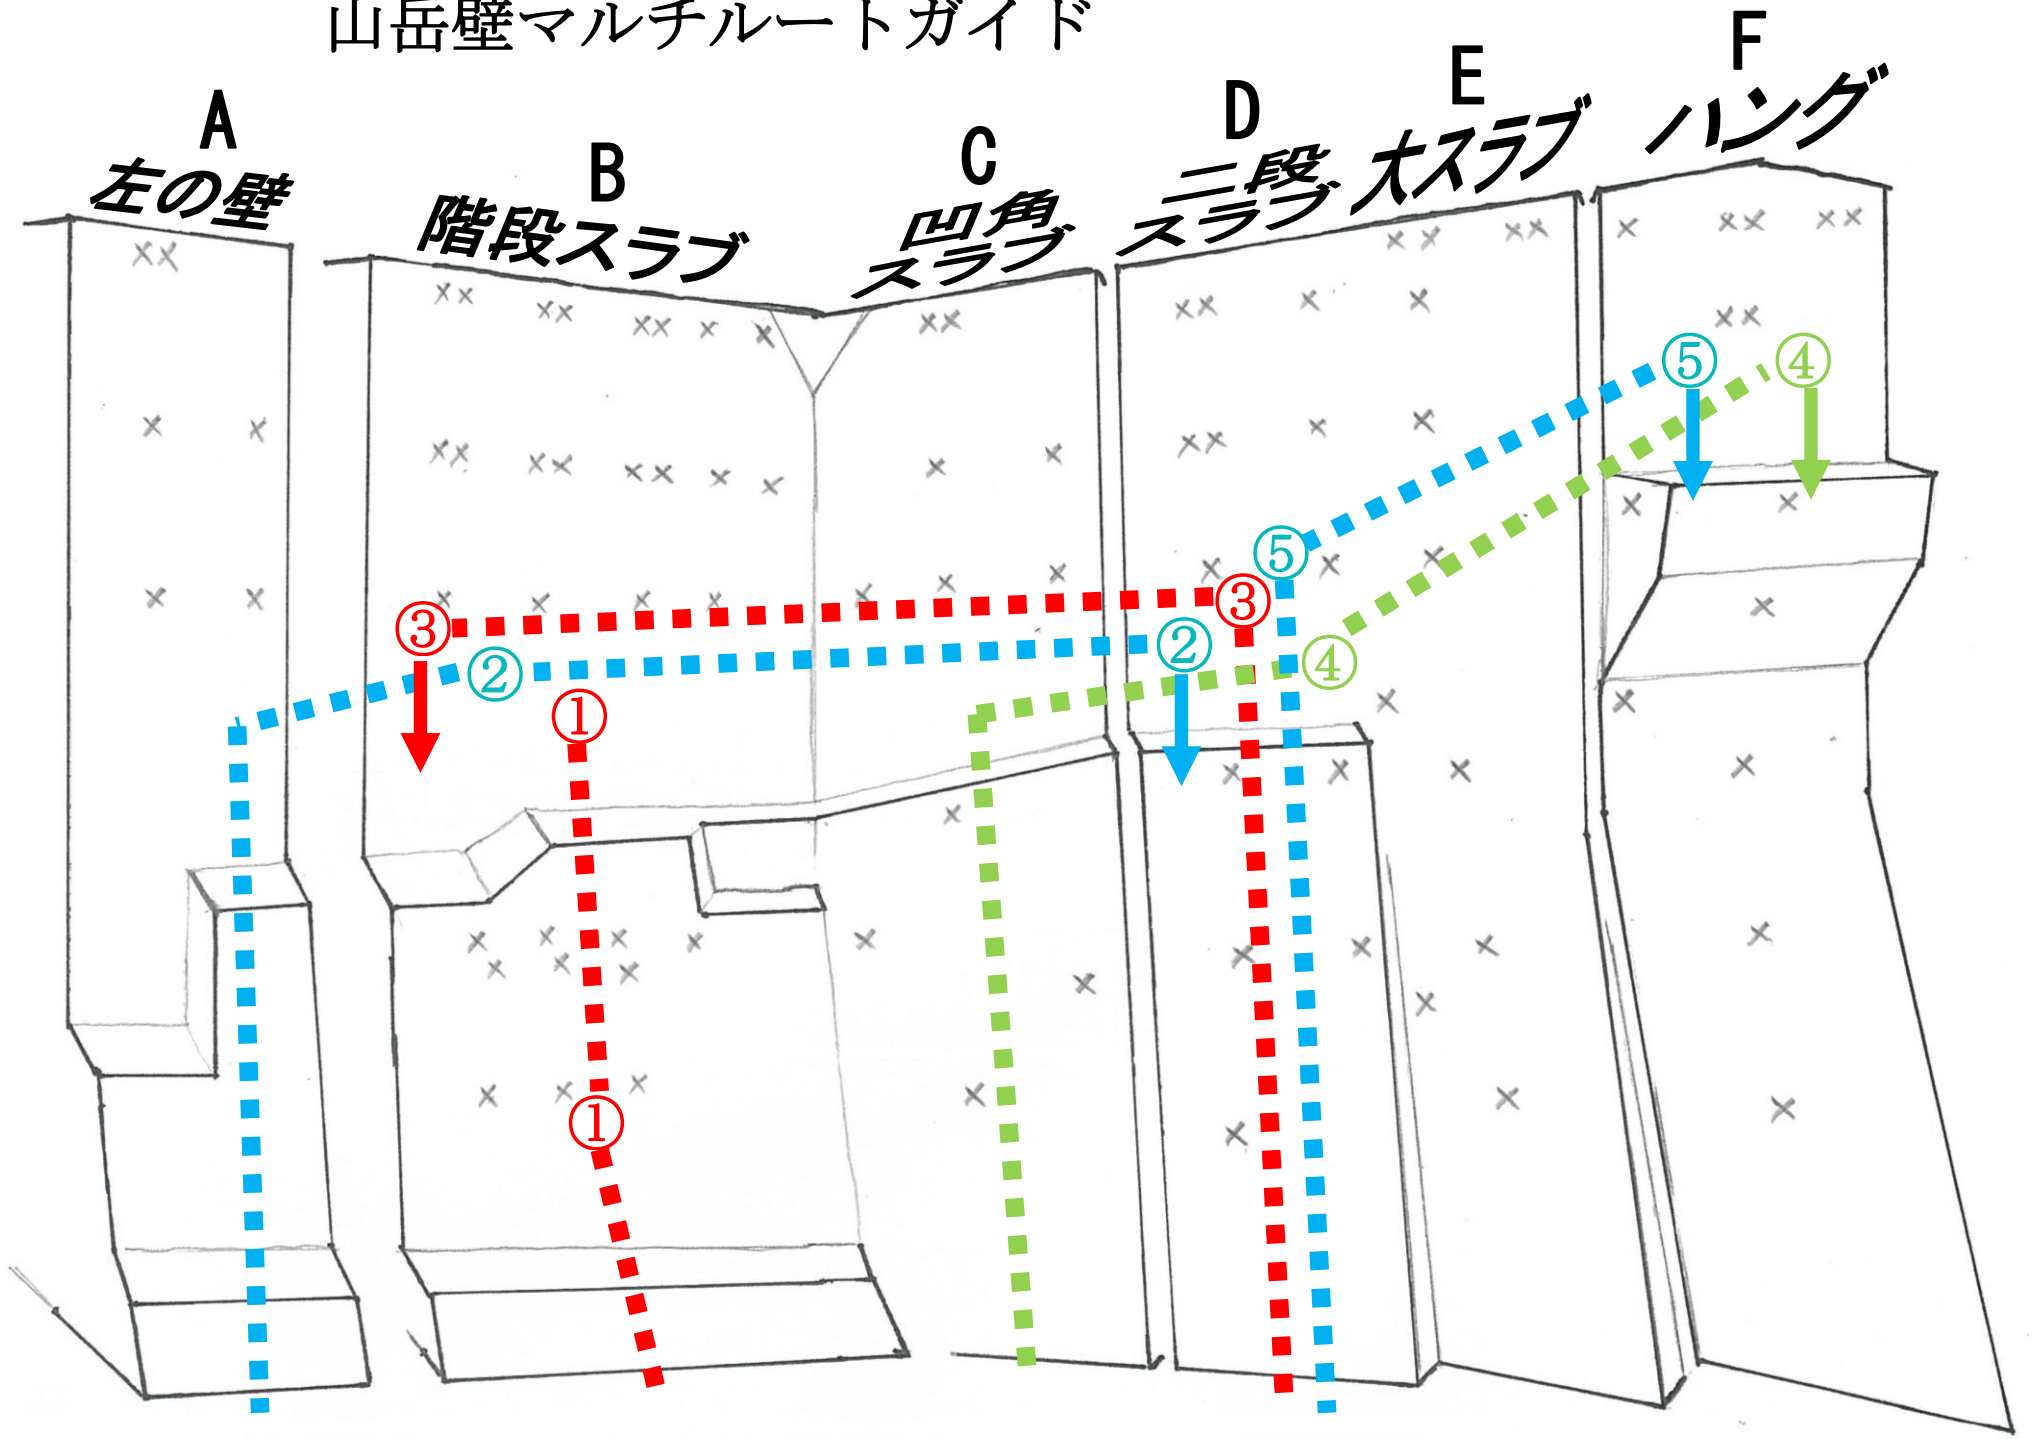 山岳壁マルチルートガイド
A
左の壁
B
階段スラブ
C
凹角
スラブ
D
二段
スラブ
E
大スラブ
F
ハング
⑤
④
⑤
③
③
②
②
④
①
①